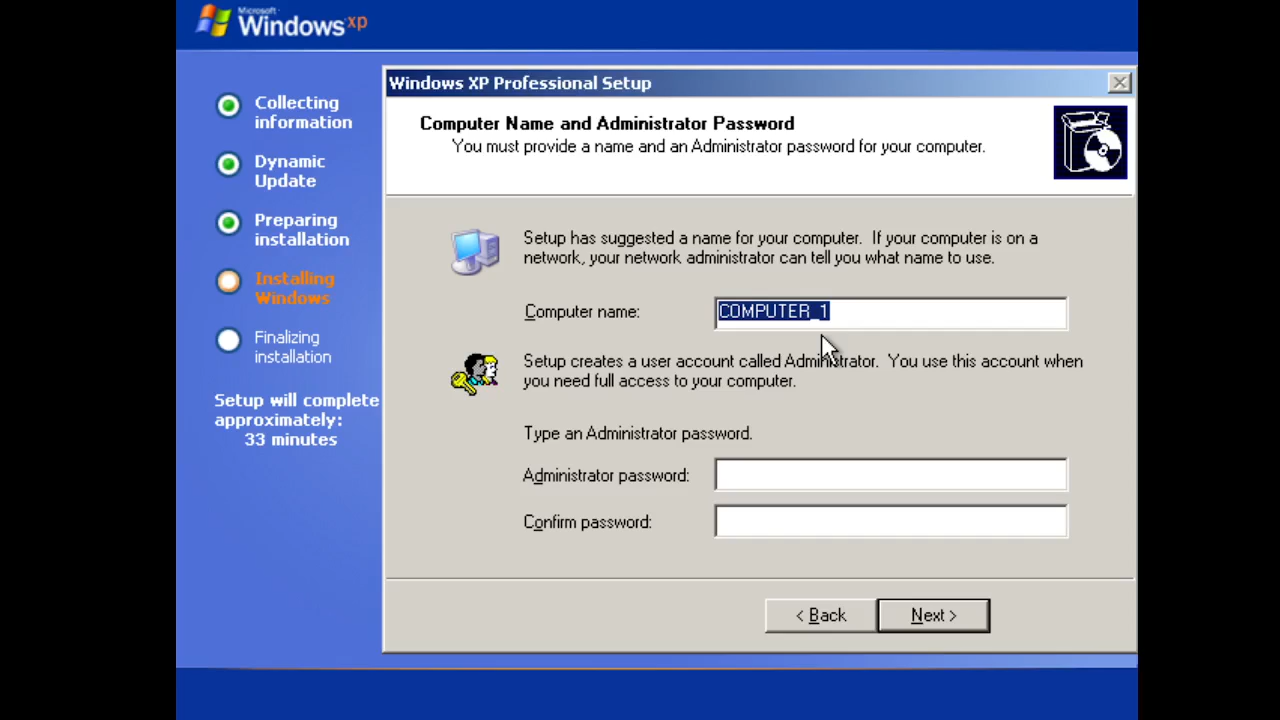 Microsoft
Windows xp
Collecting
information
Dynamic
Update
Preparing
installation
Installing
Windows
Finalizing
installation
Setup will complete
approximately:
33 minutes
Windows XP Professional Setup
Computer Name and Administrator Password
You must provide a name and an Administrator password for your computer.
Setup has suggested a name for your computer. If your computer is on a
network, your network administrator can tell you what name to use.
Computer name:
COMPUTER_1
Setup creates a user account called Administrator. You use this account when
you need full access to your computer.
Type an Administrator password.
Administrator password:
Confirm password:
< Back
Next >